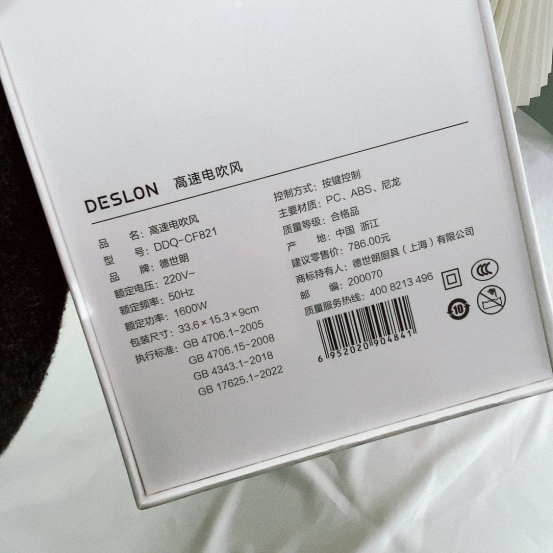 DESLON 高速电吹风
品 名：高速电吹风
型 号：DDQ-CF821
品 牌：德世朗
额定电压：220V~
额定频率：50Hz
额定功率：1600W
包装尺寸：33.6×15.3×9cm
执行标准：GB 4706.1-2005
GB 4706.15-2008
GB 4343.1-2018
GB 17625.1-2022
控制方式：按键控制
主要材质：PC、ABS、尼龙
质量等级：合格品
产 地：中国 浙江
建议零售价：786.00元
商标持有人：德世朗厨具（上海）有限公司
邮 编：200070
质量服务热线：400 8213 496
6 952020 904841
10